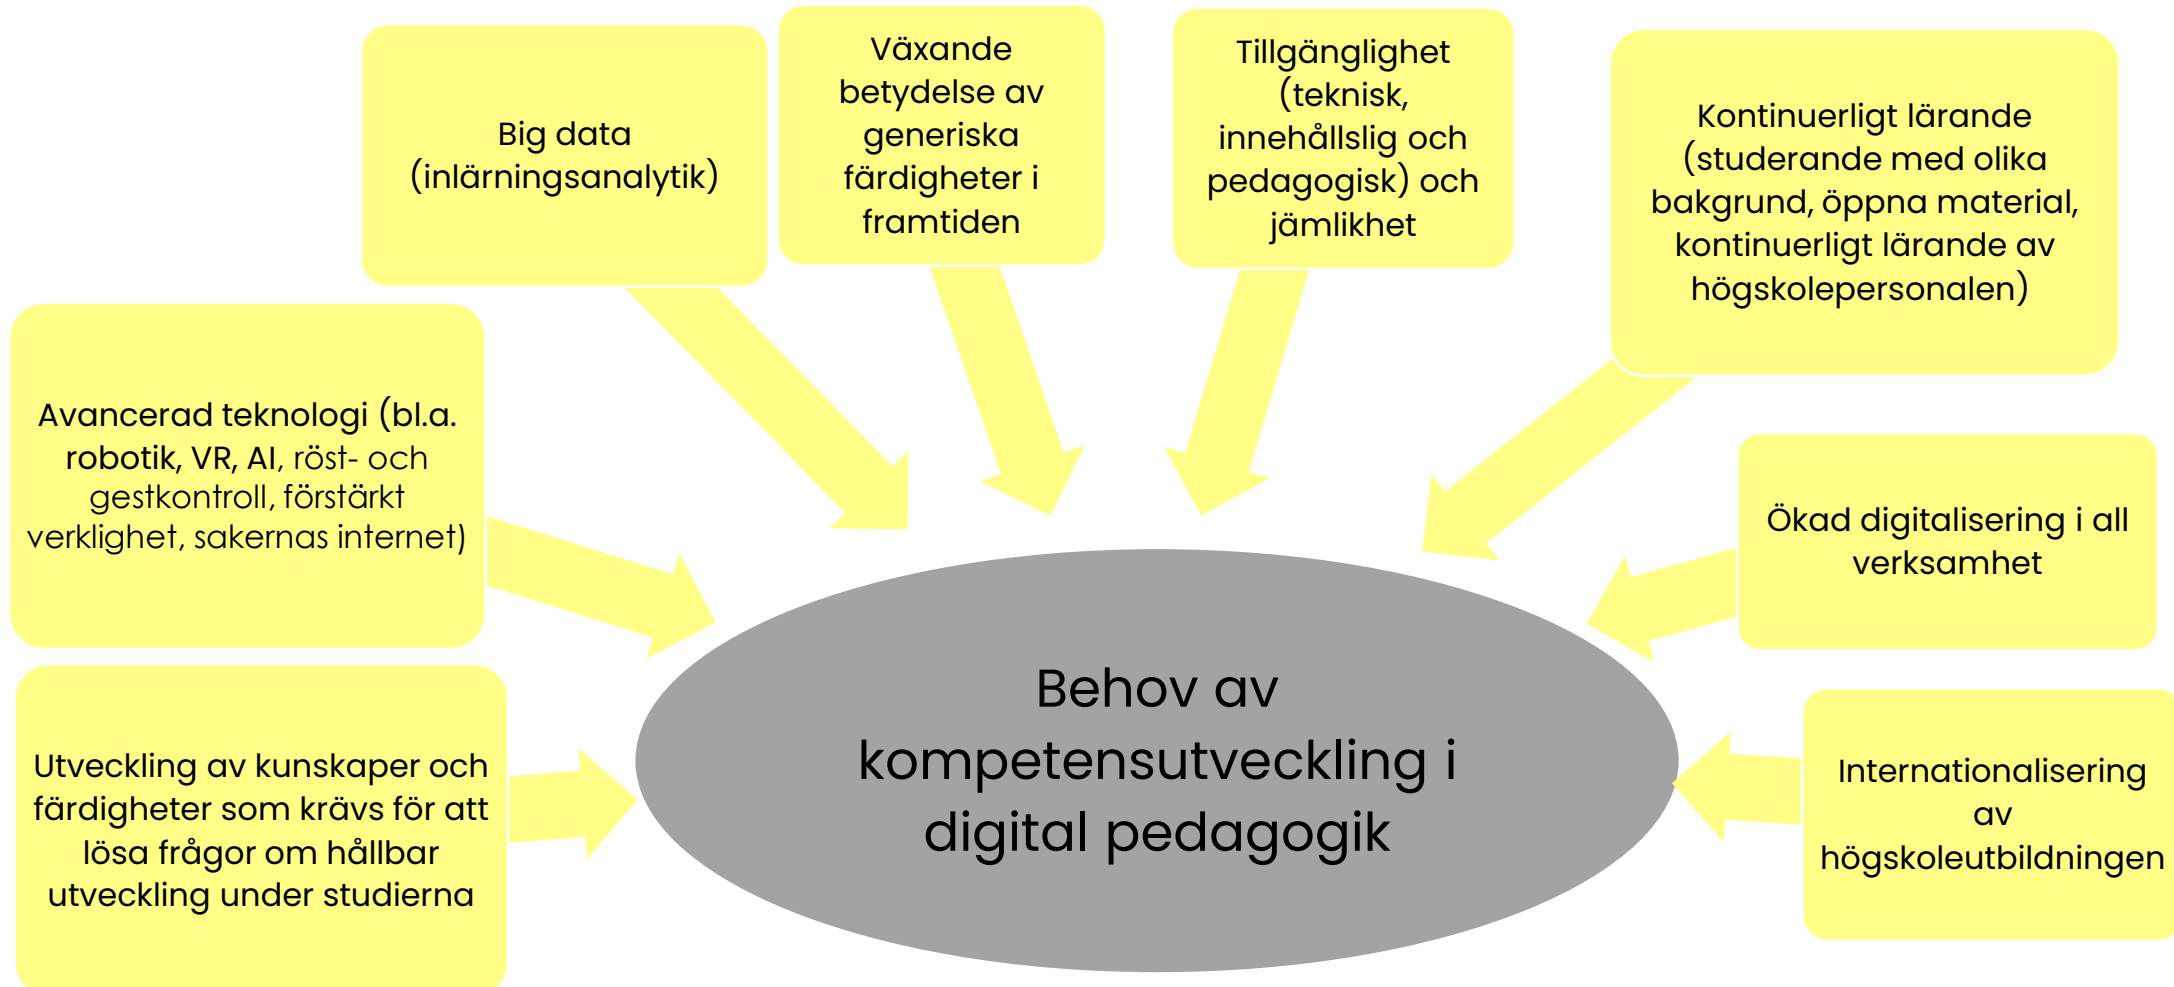 Big data
(inlärningsanalytik)
Växande
betydelse av
generiska
färdigheter i
framtiden
Tillgänglighet
(teknisk,
innehållslig och
pedagogisk) och
jämlikhet
Kontinuerligt lärande
(studerande med olika
bakgrund, öppna material,
kontinuerligt lärande av
högskolepersonalen)
Avancerad teknologi (bl.a.
robotik, VR, AI, röst- och
gestkontroll, förstärkt
verklighet, sakernas internet)
Ökad digitalisering i all
verksamhet
Utveckling av kunskaper och
färdigheter som krävs för att
lösa frågor om hållbar
utveckling under studierna
Behov av
kompetensutveckling i
digital pedagogik
Internationalisering
av
högskoleutbildningen